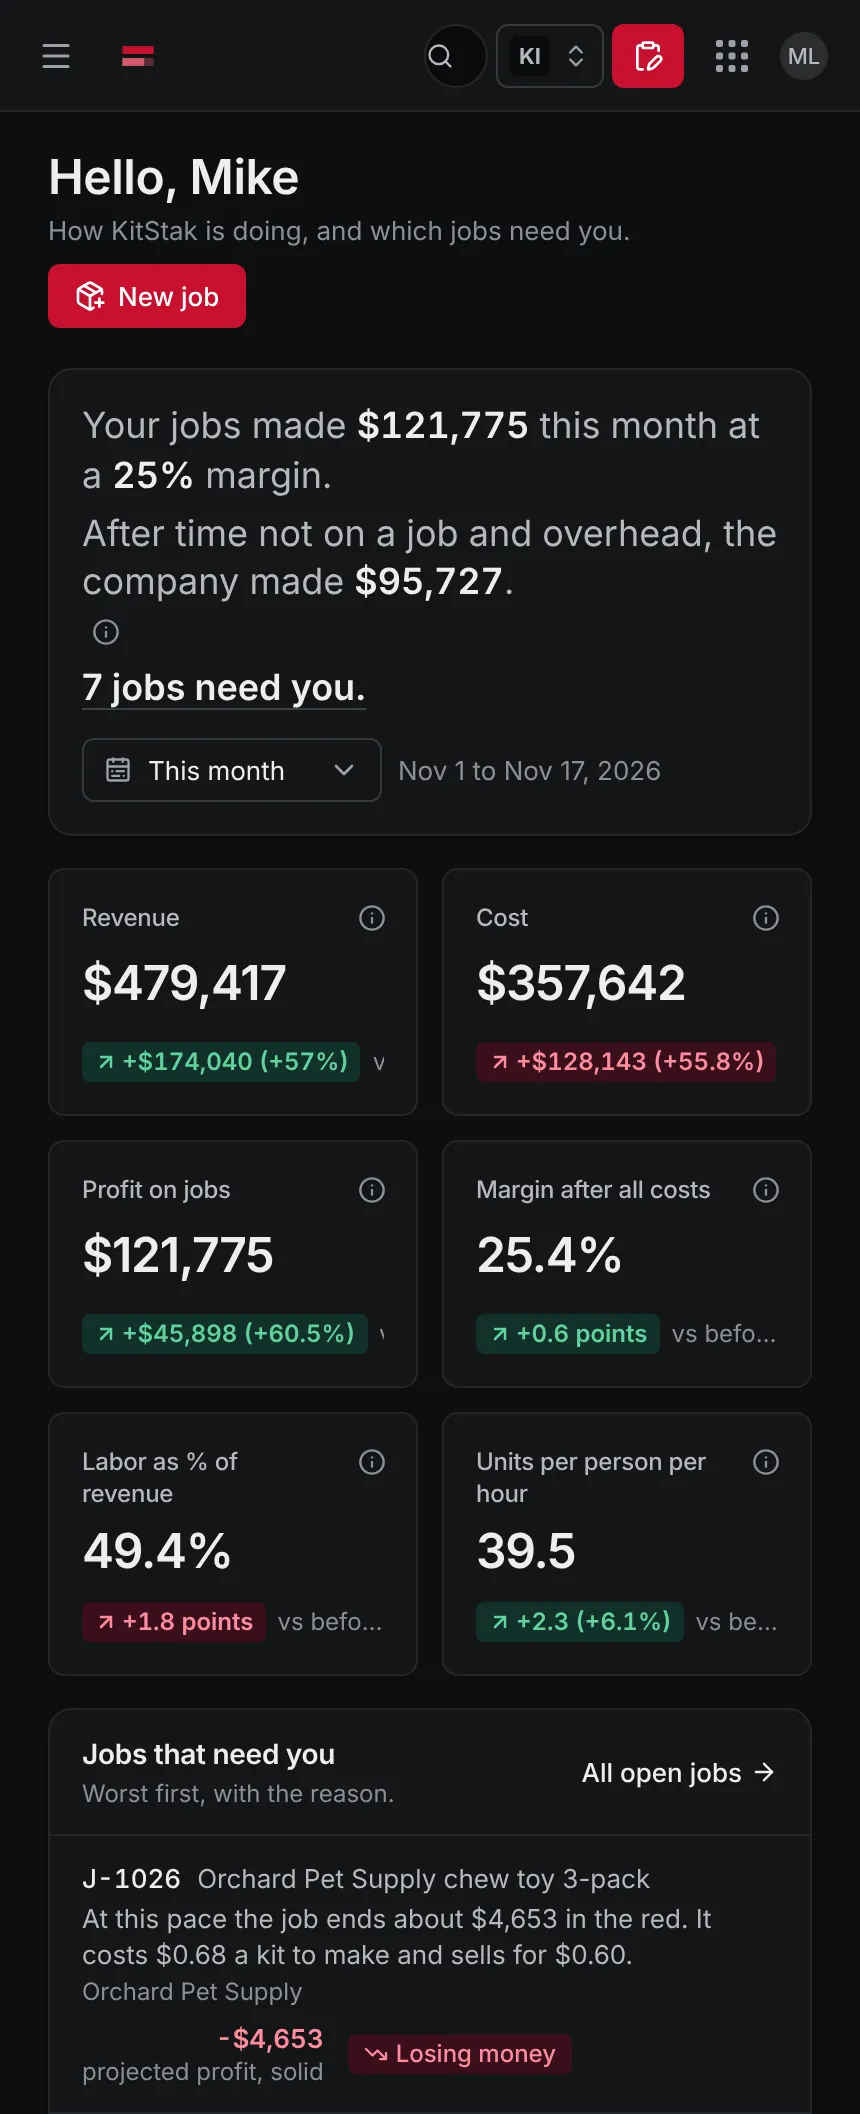 KI
ML
Hello, Mike
How KitStak is doing, and which jobs need you.
New job
Your jobs made $121,775 this month at
a 25% margin.
After time not on a job and overhead, the
company made $95,727.
7 jobs need you.
This month
Nov 1 to Nov 17, 2026
Revenue
$479,417
+$174,040 (+57%)
Cost
$357,642
+$128,143 (+55.8%)
Profit on jobs
$121,775
+$45,898 (+60.5%)
Margin after all costs
25.4%
+0.6 points vs befo...
Labor as % of
revenue
49.4%
+1.8 points vs befo...
Units per person per
hour
39.5
+2.3 (+6.1%) vs be...
Jobs that need you
Worst first, with the reason.
All open jobs
J-1026 Orchard Pet Supply chew toy 3-pack
At this pace the job ends about $4,653 in the red. It
costs $0.68 a kit to make and sells for $0.60.
Orchard Pet Supply
-$4,653
projected profit, solid
Losing money